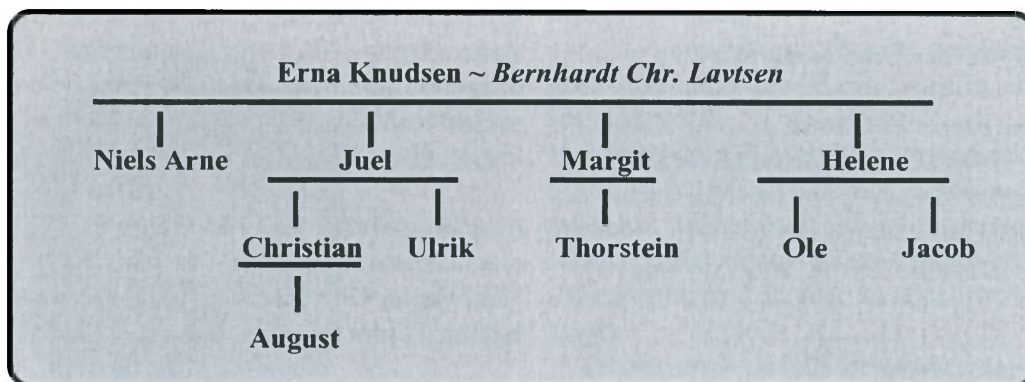 Erna Knudsen ~ Bernhardt Chr. Lavtsen
Niels Arne Juel Margit Helene
Christian Ulrik Thorstein Ole Jacob
August